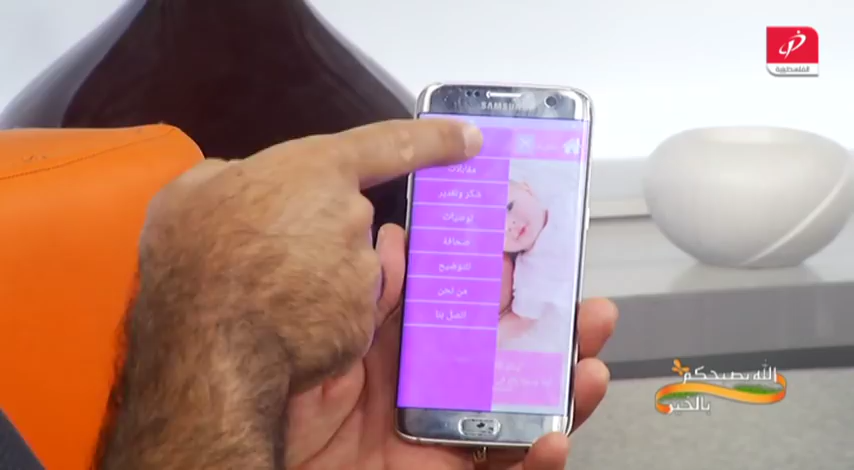 الفلسطينية
SAMSUNG
مقابلات
شكر وتقدير
توصيات
صحافة
للتوضيح
من نحن
اتصل بنا
الله يصبحكم
بالخير